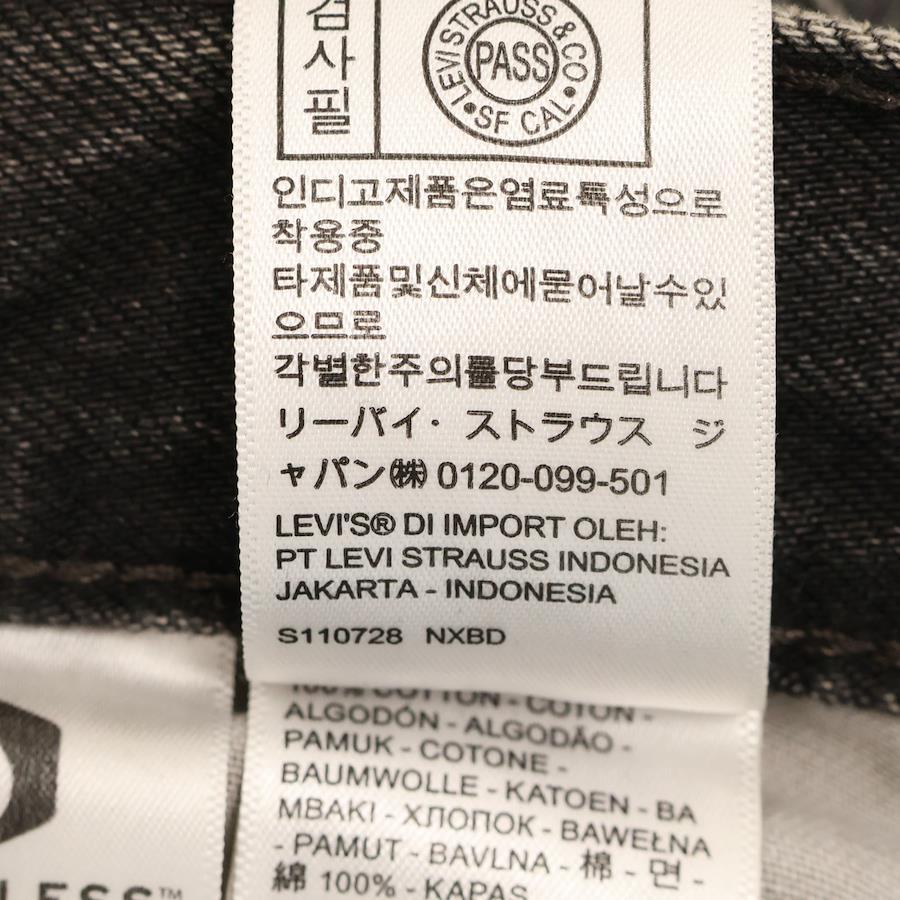 검사필
LEVI STRAUSS & CO
PASS
SF CAL
인디고제품은염료특성으로
착용중
타제품및신체에묻어날수있
으므로
각별한주의를당부드립니다
リーバイ・ストラウス ジ
ャパン㈱ 0120-099-501
LEVI'S® DI IMPORT OLEH:
PT LEVI STRAUSS INDONESIA
JAKARTA - INDONESIA
S110728 NXBD
100% COTTON - COTON -
ALGODÓN - ALGODÃO -
PAMUK - COTONE -
BAUMWOLLE - KATOEN - BA
MBAKI - ХЛОПОК - BAWEŁNA
- PAMUT - BAVLNA - 棉 - 면 -
綿 100% - KAPAS
LESS™